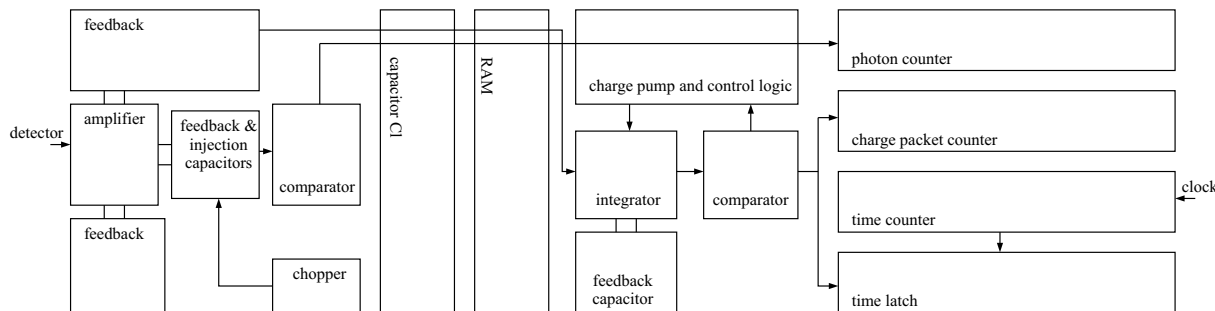 feedback
amplifier
detector
feedback &
injection
capacitors
comparator
feedback
chopper
capacitor Cl
RAM
charge pump and control logic
integrator
comparator
feedback
capacitor
photon counter
charge packet counter
clock
time counter
time latch